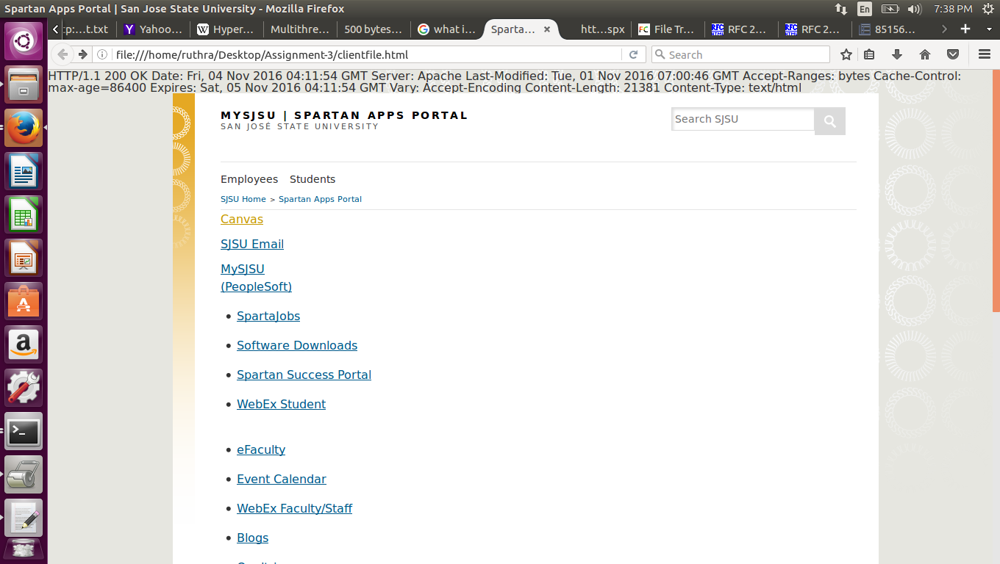 Spartan Apps Portal | San Jose State University - Mozilla Firefox
En
7:38 PM
:p:...t.txt
Yahoo...
Hyper...
Multithre...
500 bytes...
what i...
Sparta...
htt...spx
File Tr...
RFC 2...
RFC 2...
85156...
file:///home/ruthra/Desktop/Assignment-3/clientfile.html
Search
HTTP/1.1 200 OK Date: Fri, 04 Nov 2016 04:11:54 GMT Server: Apache Last-Modified: Tue, 01 Nov 2016 07:00:46 GMT Accept-Ranges: bytes Cache-Control:
max-age=86400 Expires: Sat, 05 Nov 2016 04:11:54 GMT Vary: Accept-Encoding Content-Length: 21381 Content-Type: text/html
MYSJSU | SPARTAN APPS PORTAL
SAN JOSÉ STATE UNIVERSITY
Search SJSU
Employees Students
SJSU Home > Spartan Apps Portal
Canvas
SJSU Email
MySJSU
(PeopleSoft)
• SpartaJobs
• Software Downloads
• Spartan Success Portal
• WebEx Student
• eFaculty
• Event Calendar
• WebEx Faculty/Staff
• Blogs